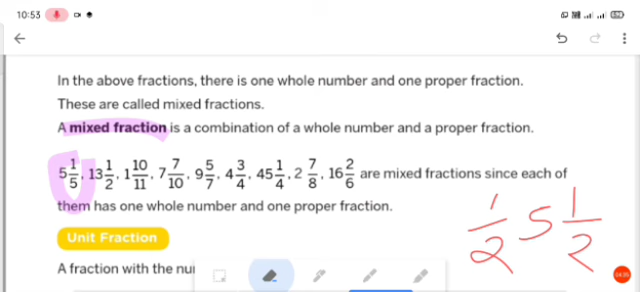 10:53
In the above fractions, there is one whole number and one proper fraction.
These are called mixed fractions.
A mixed fraction is a combination of a whole number and a proper fraction.
5 1/5, 13 1/2, 1 10/11, 7 7/10, 9 5/7, 4 3/4, 45 1/4, 2 7/8, 16 2/6 are mixed fractions since each of
them has one whole number and one proper fraction.
1/2 5 1/2
Unit Fraction
A fraction with the nu